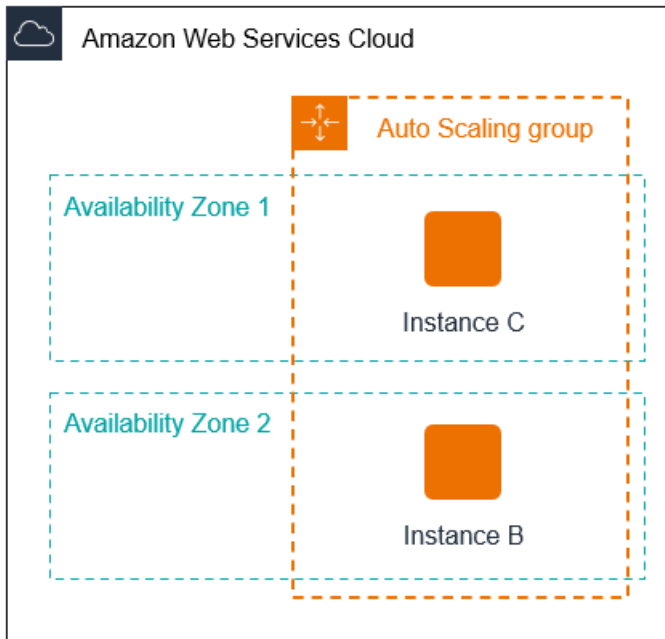 Amazon Web Services Cloud
Auto Scaling group
Availability Zone 1
Instance C
Availability Zone 2
Instance B